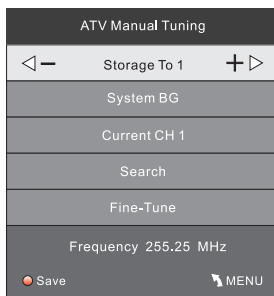 ATV Manual Tuning
Storage To 1
System BG
Current CH 1
Search
Fine-Tune
Frequency 255.25 MHz
Save MENU